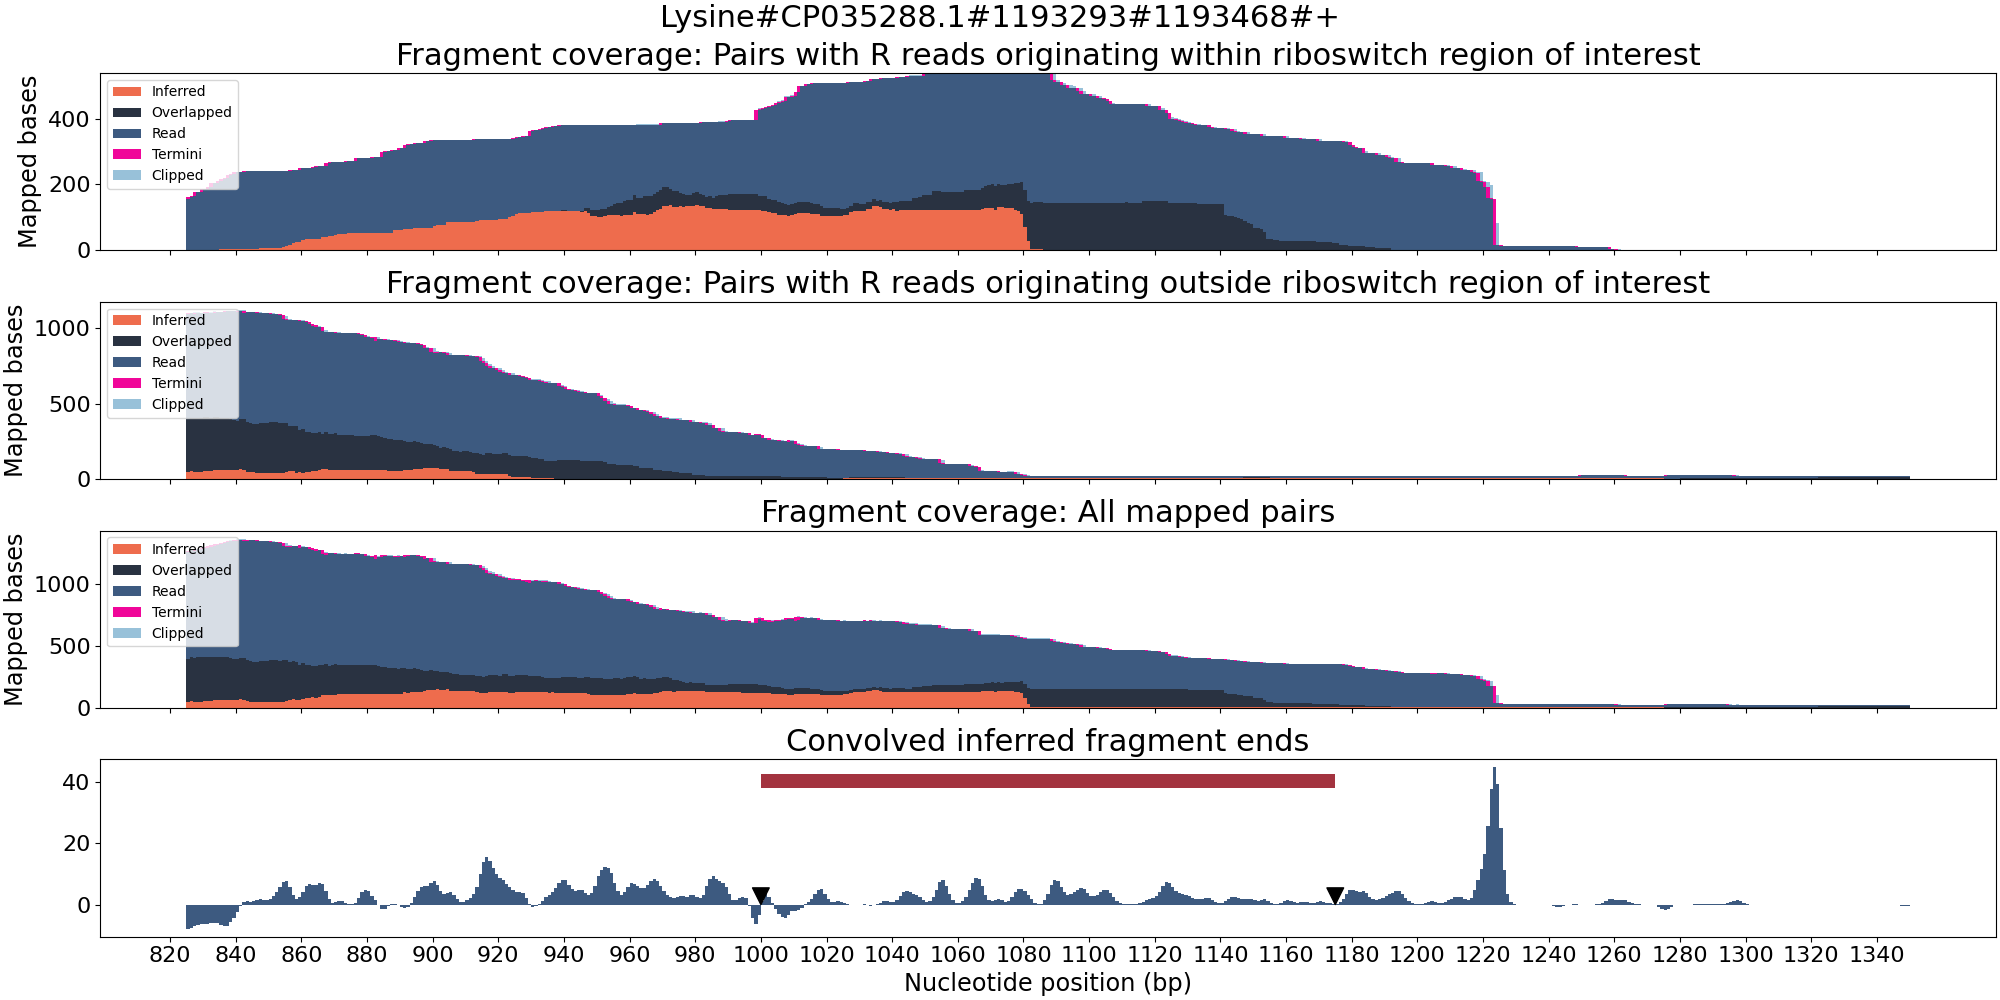 Lysine#CP035288.1#1193293#1193468#+
Fragment coverage: Pairs with R reads originating within riboswitch region of interest
Mapped bases
400
200
0
Inferred
Overlapped
Read
Termini
Clipped
Fragment coverage: Pairs with R reads originating outside riboswitch region of interest
Mapped bases
1000
500
0
Inferred
Overlapped
Read
Termini
Clipped
Fragment coverage: All mapped pairs
Mapped bases
1000
500
0
Inferred
Overlapped
Read
Termini
Clipped
Convolved inferred fragment ends
40
20
0
820 840 860 880 900 920 940 960 980 1000 1020 1040 1060 1080 1100 1120 1140 1160 1180 1200 1220 1240 1260 1280 1300 1320 1340
Nucleotide position (bp)